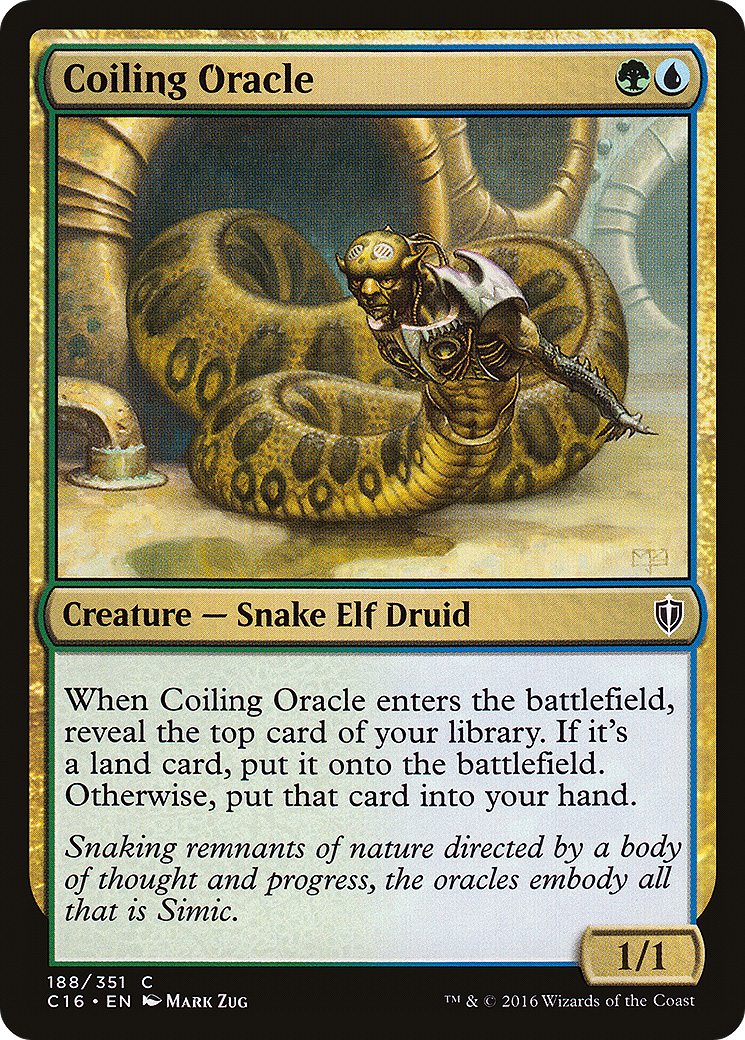 Coiling Oracle
Creature — Snake Elf Druid
When Coiling Oracle enters the battlefield,
reveal the top card of your library. If it's
a land card, put it onto the battlefield.
Otherwise, put that card into your hand.
Snaking remnants of nature directed by a body
of thought and progress, the oracles embody all
that is Simic.
1/1
188/351 C
C16 • EN Mark Zug
™ & © 2016 Wizards of the Coast